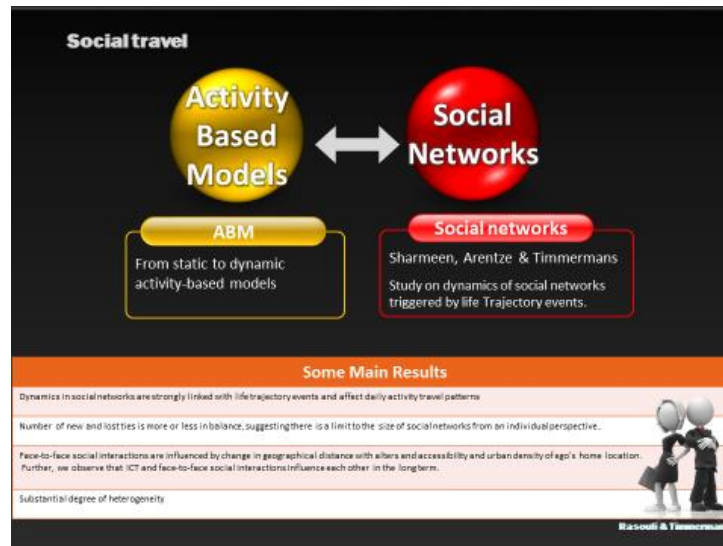 Social travel
Activity
Based
Models
Social
Networks
ABM
From static to dynamic
activity-based models
Social networks
Sharmeen, Arentze & Timmermans
Study on dynamics of social networks
triggered by life Trajectory events.
Some Main Results
Dynamics in social networks are strongly linked with life trajectory events and affect daily activity travel patterns
Number of new and lost ties is more or less in balance, suggesting there is a limit to the size of social networks from an individual perspective..
Face-to-face social interactions are influenced by change in geographical distance with alters and accessibility and urban density of ego's home location.
Further, we observe that ICT and face-to-face social interactions influence each other in the long term.
Substantial degree of heterogeneity
Rasouli & Timmerman